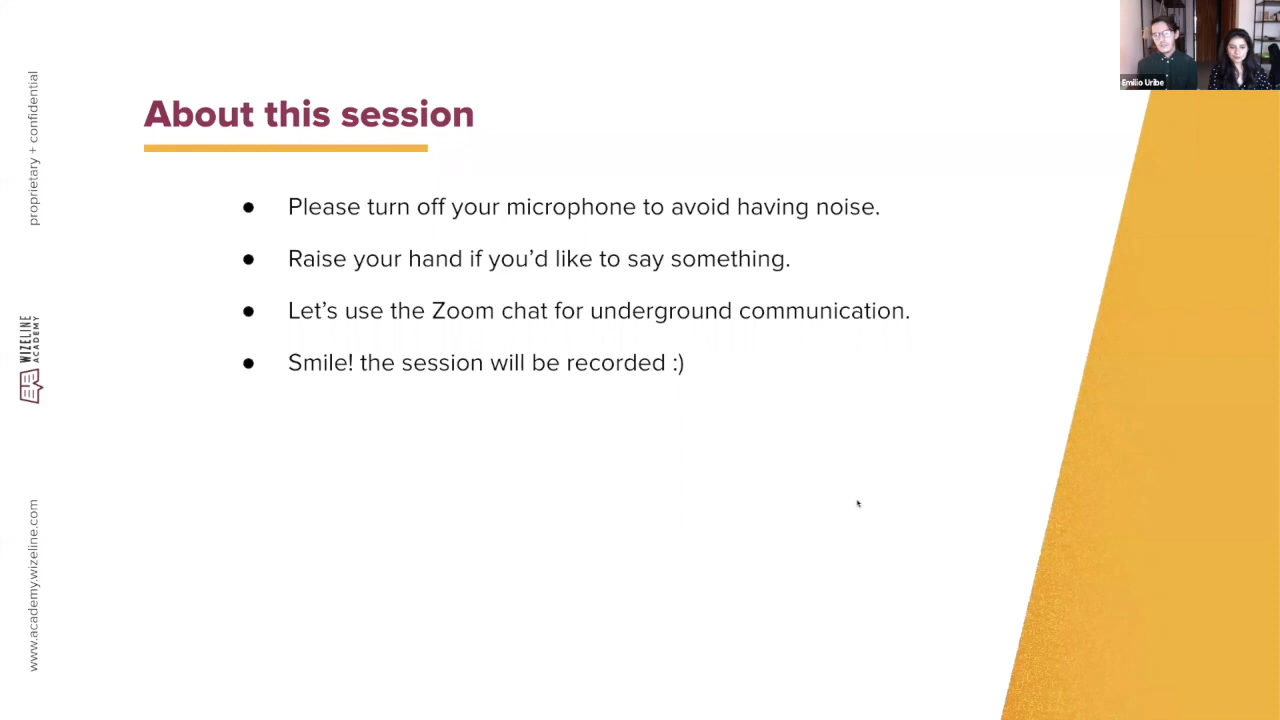 About this session
● Please turn off your microphone to avoid having noise.
● Raise your hand if you’d like to say something.
● Let’s use the Zoom chat for underground communication.
● Smile! the session will be recorded :)
proprietary + confidential
WIZELINE
ACADEMY
www.academy.wizeline.com
Emilio Uribe